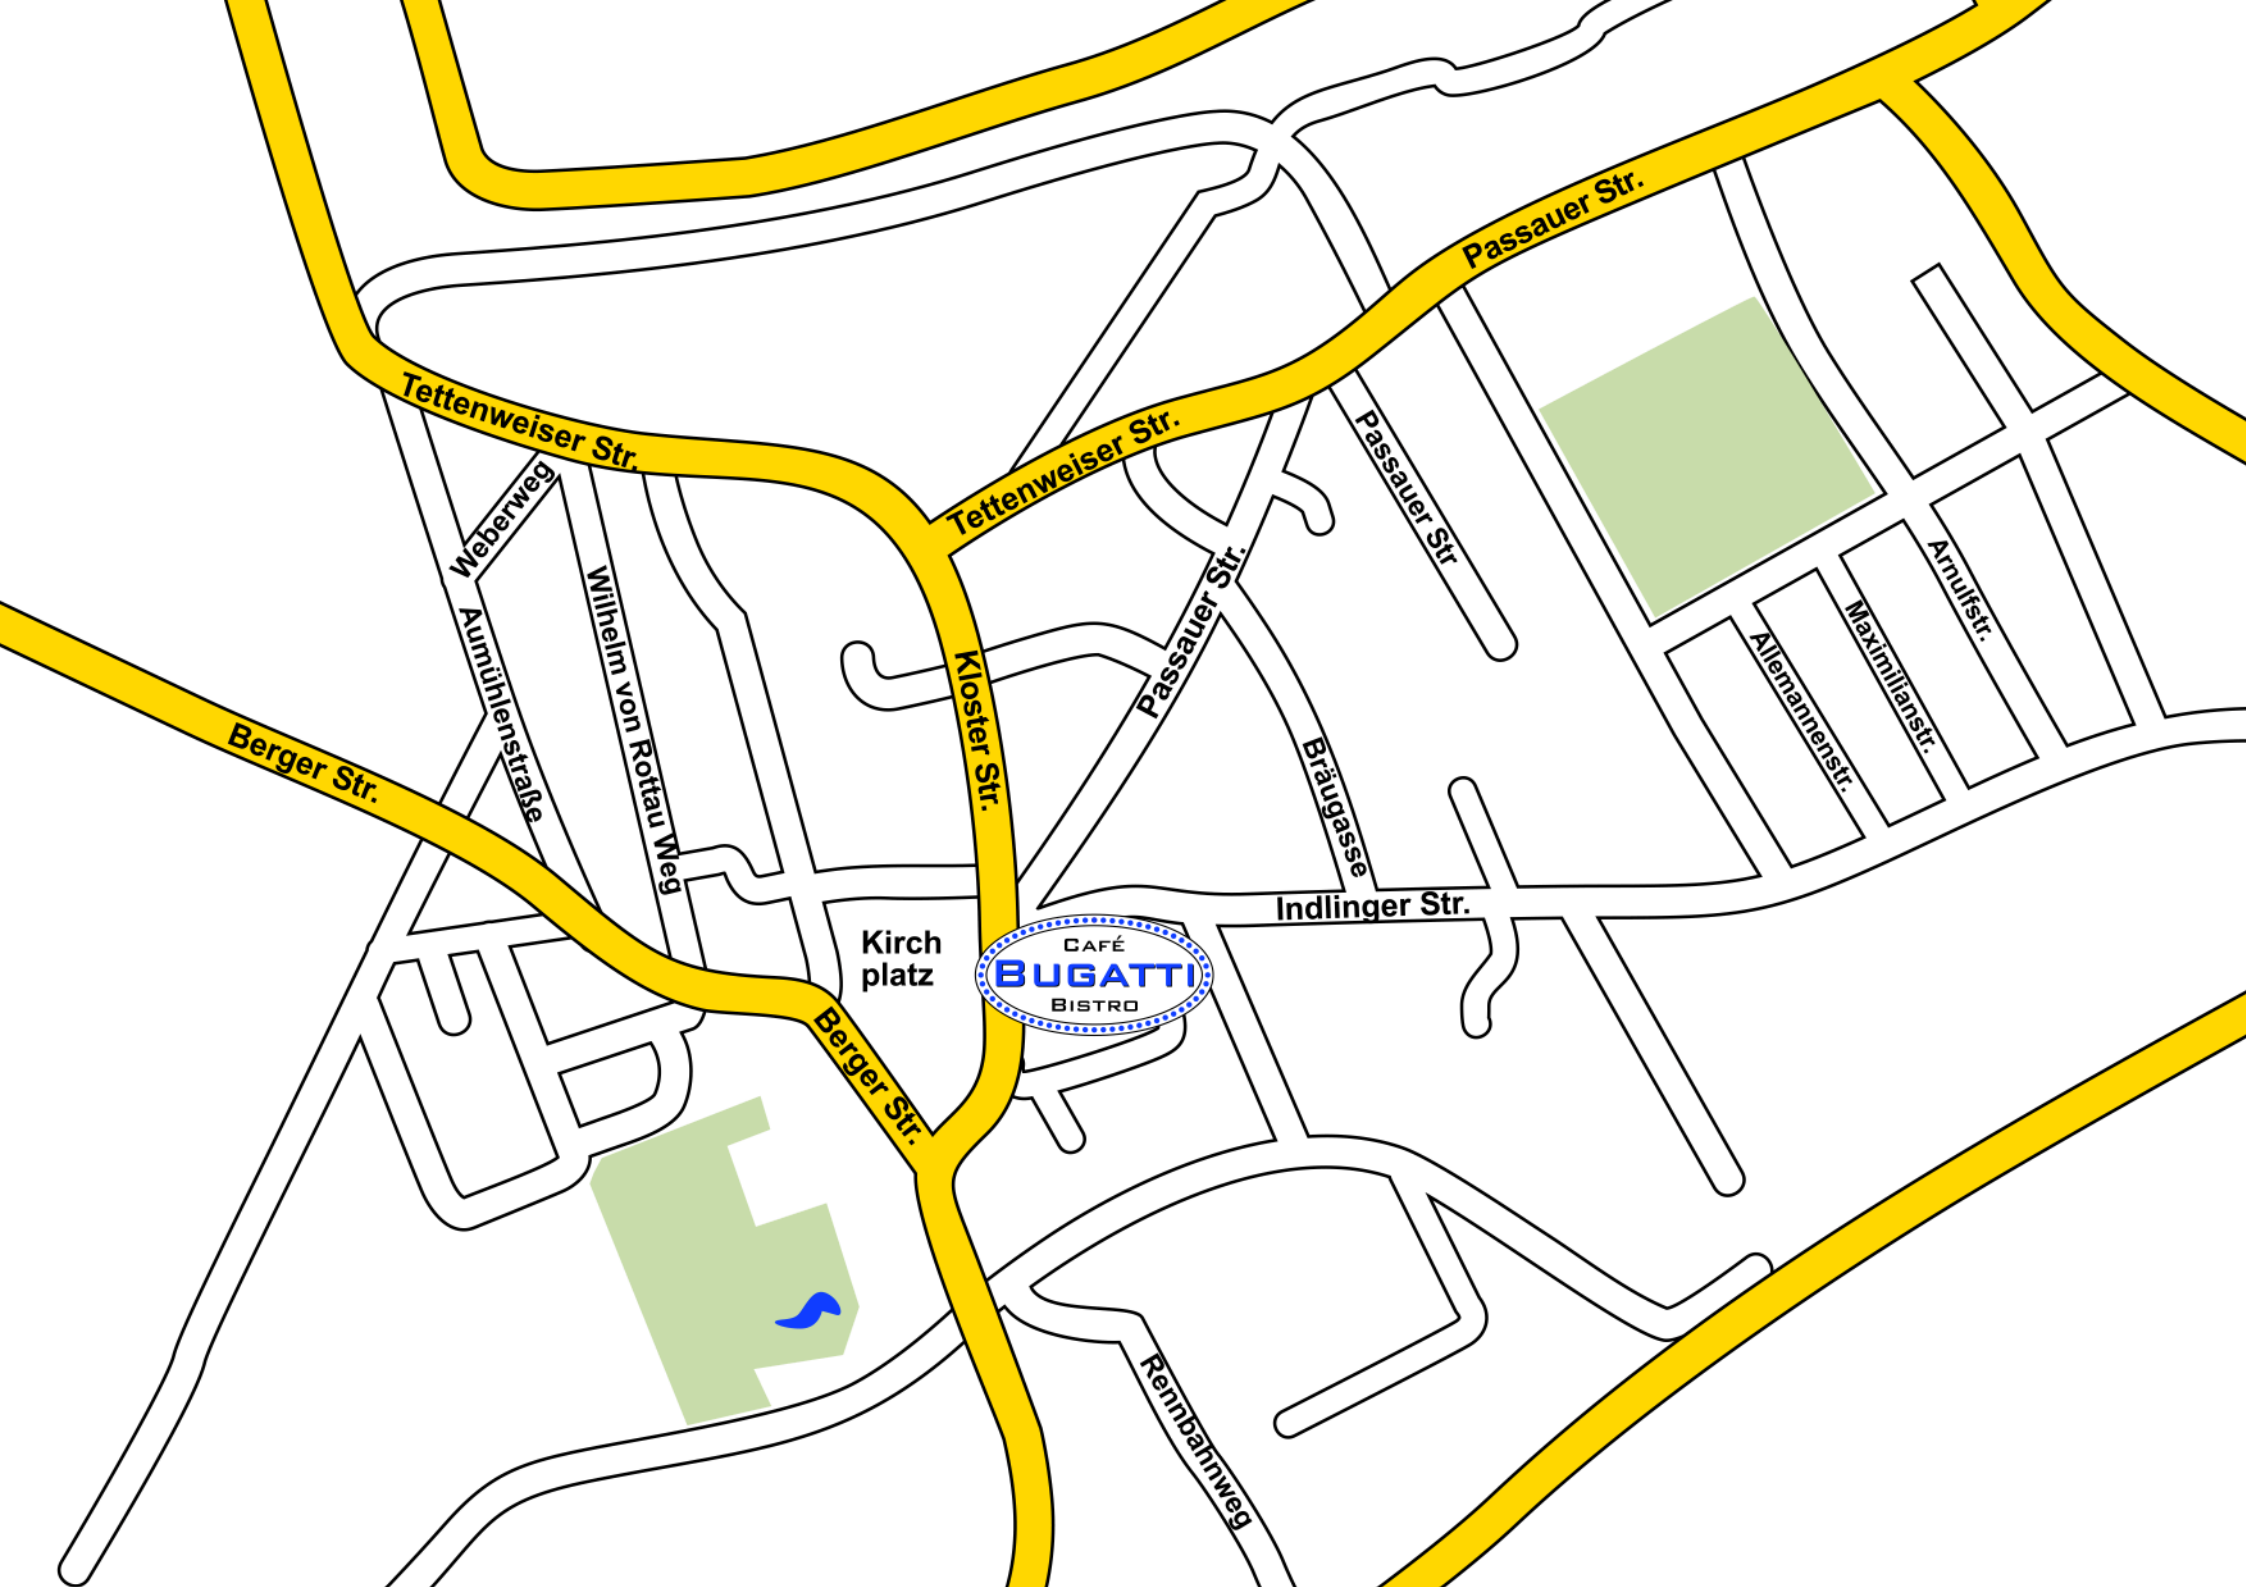 Passauer Str.
Tettenweiser Str.
Tettenweiser Str.
Passauer Str
Weberweg
Arnulfstr.
Passauer Str.
Wilhelm von Rottau Weg
Aumühlenstraße
Maximilianstr.
Allemannenstr.
Kloster Str.
Berger Str.
Bräugasse
Indlinger Str.
Kirch
platz
CAFÉ
BUGATTI
BISTRO
Berger Str.
Rennbahnweg